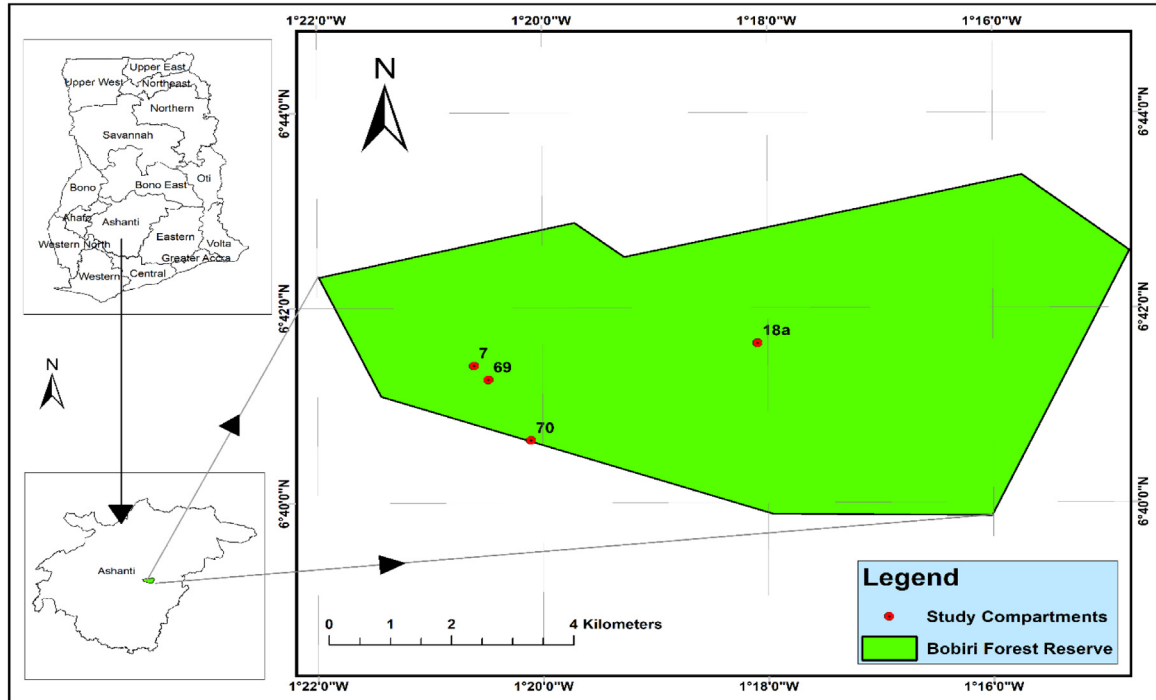 1°22'0"W 1°20'0"W 1°18'0"W 1°16'0"W
Upper East
Upper West
Northeast
Northern
Savannah
Oti
Bono
Bono East
Ahafo
Ashanti
Eastern
Western North
Volta
Greater Accra
Western
Central
N
Ashanti
N
6°44'0"N
6°44'0"N
6°42'0"N
6°42'0"N
6°40'0"N
6°40'0"N
18a
7
69
70
0 1 2 4 Kilometers
Legend
Study Compartments
Bobiri Forest Reserve
1°22'0"W 1°20'0"W 1°18'0"W 1°16'0"W